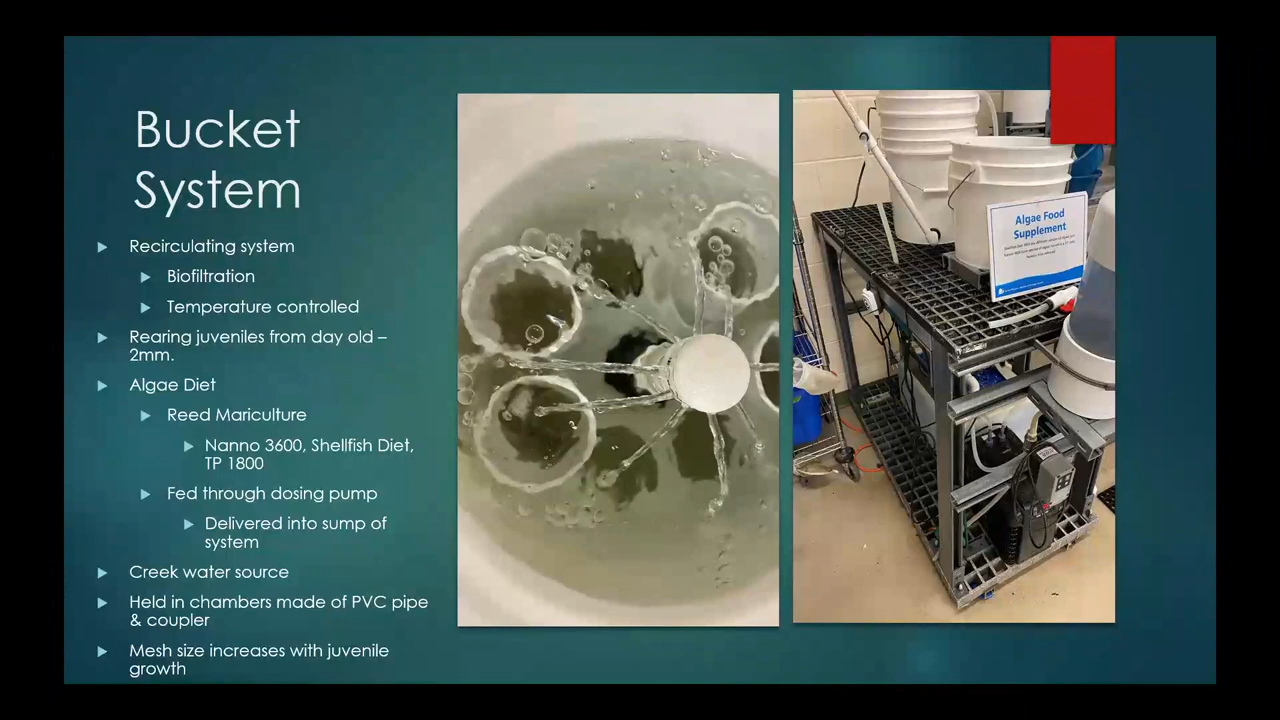 Bucket
System
Recirculating system
Biofiltration
Temperature controlled
Rearing juveniles from day old –
2mm.
Algae Diet
Reed Mariculture
Nanno 3600, Shellfish Diet,
TP 1800
Fed through dosing pump
Delivered into sump of
system
Creek water source
Held in chambers made of PVC pipe
& coupler
Mesh size increases with juvenile
growth
Algae Food
Supplement